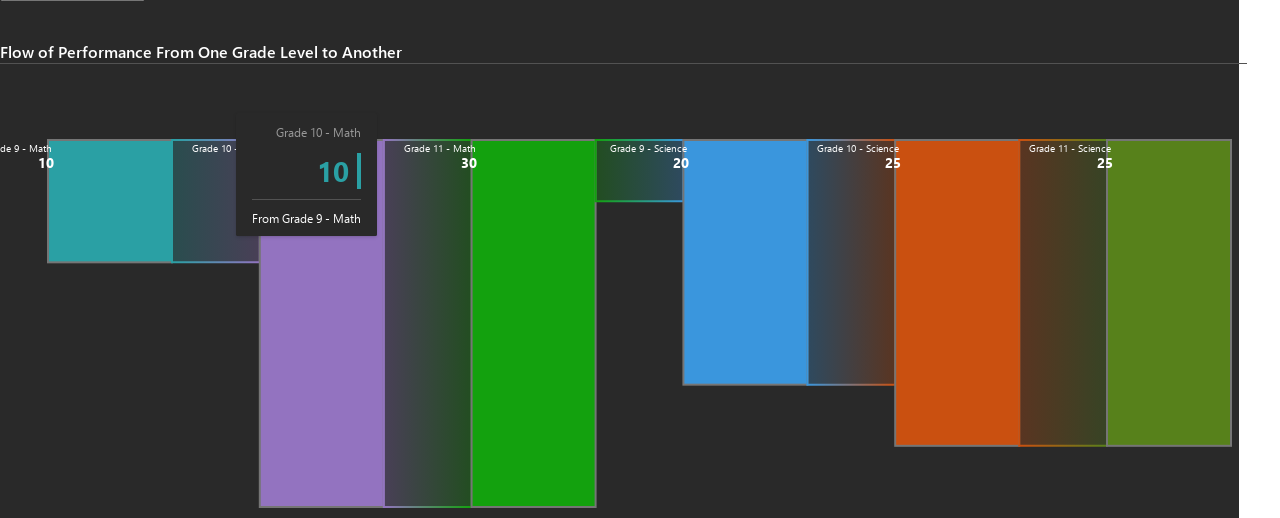 Flow of Performance From One Grade Level to Another
de 9 - Math
10
Grade 10 -
Grade 10 - Math
10
From Grade 9 - Math
Grade 11 - Math
30
Grade 9 - Science
20
Grade 10 - Science
25
Grade 11 - Science
25